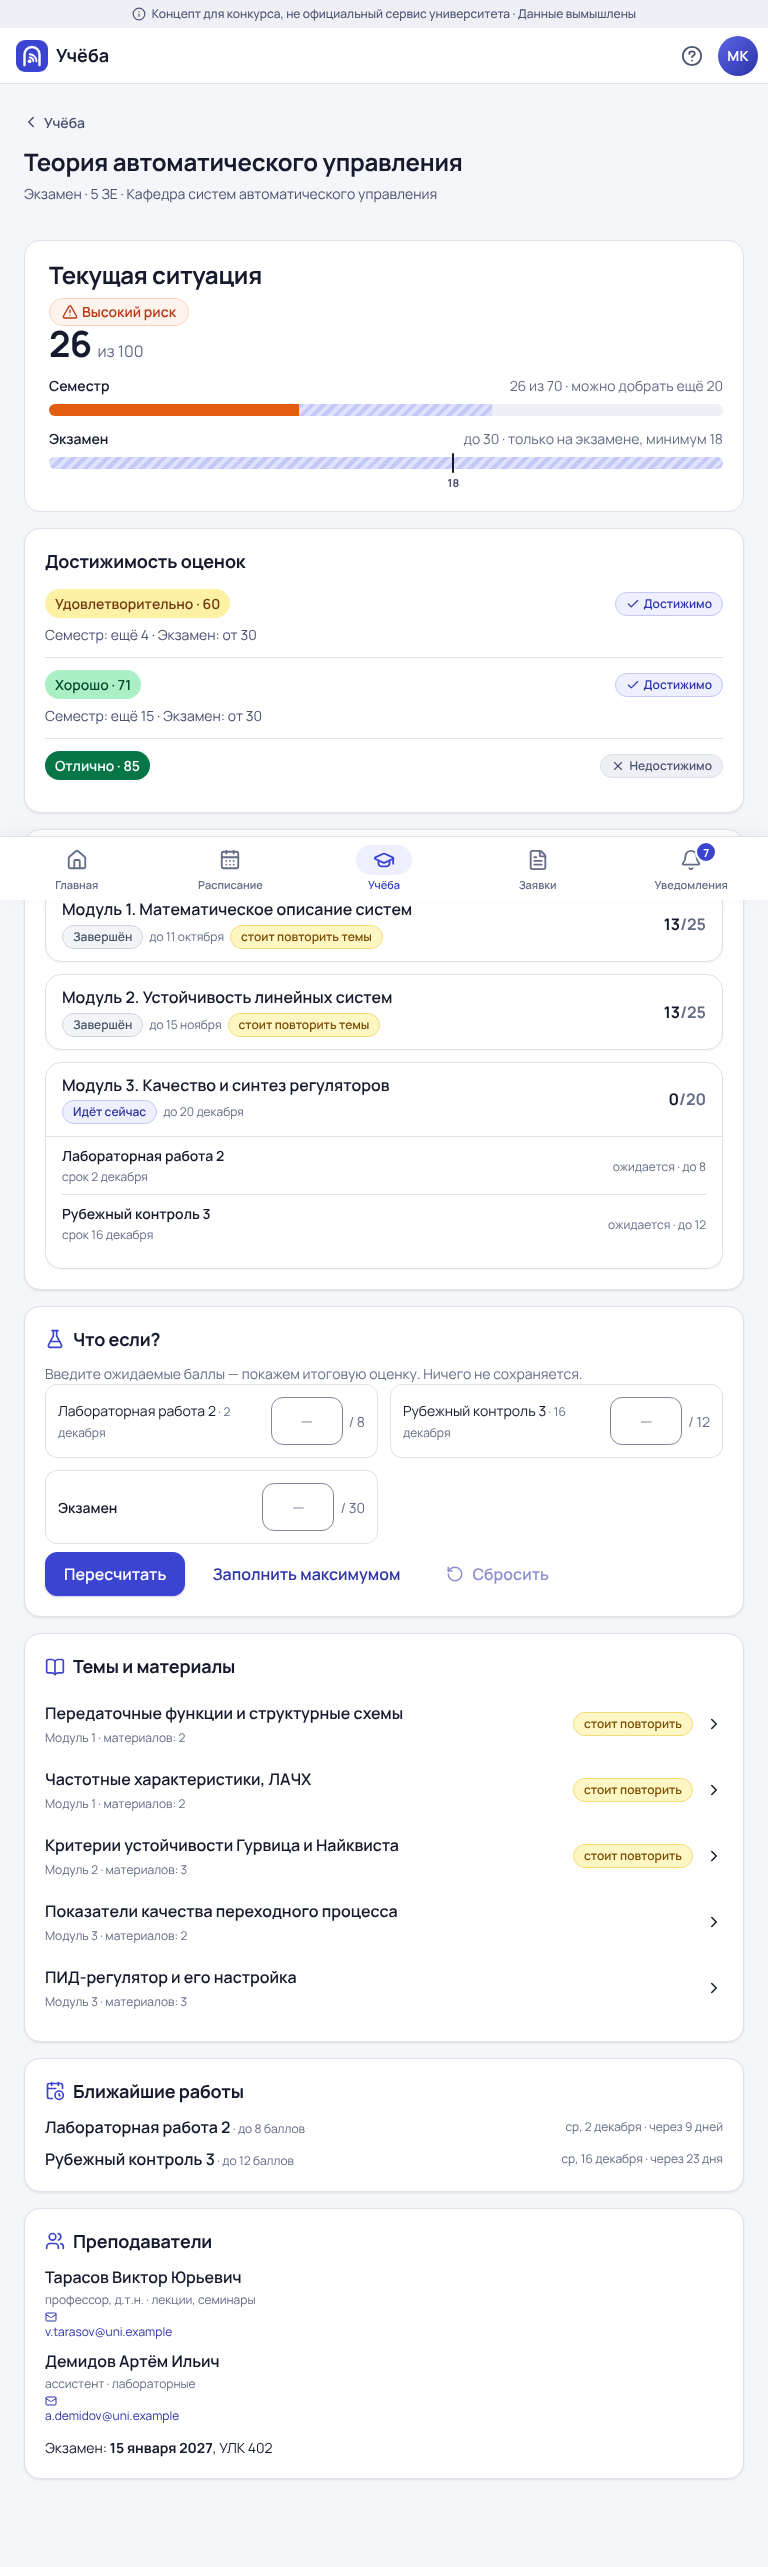 Концепт для конкурса, не официальный сервис университета · Данные вымышлены
Учёба
МК
Учёба
Теория автоматического управления
Экзамен · 5 ЗЕ · Кафедра систем автоматического управления
Текущая ситуация
Высокий риск
26 из 100
Семестр
26 из 70 · можно добрать ещё 20
Экзамен
до 30 · только на экзамене, минимум 18
18
Достижимость оценок
Удовлетворительно · 60
Достижимо
Семестр: ещё 4 · Экзамен: от 30
Хорошо · 71
Достижимо
Семестр: ещё 15 · Экзамен: от 30
Отлично · 85
Недостижимо
Главная
Расписание
Учёба
Заявки
7
Уведомления
Модуль 1. Математическое описание систем
Завершён
до 11 октября
стоит повторить темы
13/25
Модуль 2. Устойчивость линейных систем
Завершён
до 15 ноября
стоит повторить темы
13/25
Модуль 3. Качество и синтез регуляторов
Идёт сейчас
до 20 декабря
0/20
Лабораторная работа 2
срок 2 декабря
ожидается · до 8
Рубежный контроль 3
срок 16 декабря
ожидается · до 12
Что если?
Введите ожидаемые баллы — покажем итоговую оценку. Ничего не сохраняется.
Лабораторная работа 2 · 2
декабря
—
/ 8
Рубежный контроль 3 · 16
декабря
—
/ 12
Экзамен
—
/ 30
Пересчитать
Заполнить максимумом
Сбросить
Темы и материалы
Передаточные функции и структурные схемы
Модуль 1 · материалов: 2
стоит повторить
Частотные характеристики, ЛАЧХ
Модуль 1 · материалов: 2
стоит повторить
Критерии устойчивости Гурвица и Найквиста
Модуль 2 · материалов: 3
стоит повторить
Показатели качества переходного процесса
Модуль 3 · материалов: 2
ПИД-регулятор и его настройка
Модуль 3 · материалов: 3
Ближайшие работы
Лабораторная работа 2 · до 8 баллов
ср, 2 декабря · через 9 дней
Рубежный контроль 3 · до 12 баллов
ср, 16 декабря · через 23 дня
Преподаватели
Тарасов Виктор Юрьевич
профессор, д.т.н. · лекции, семинары
v.tarasov@uni.example
Демидов Артём Ильич
ассистент · лабораторные
a.demidov@uni.example
Экзамен: 15 января 2027, УЛК 402